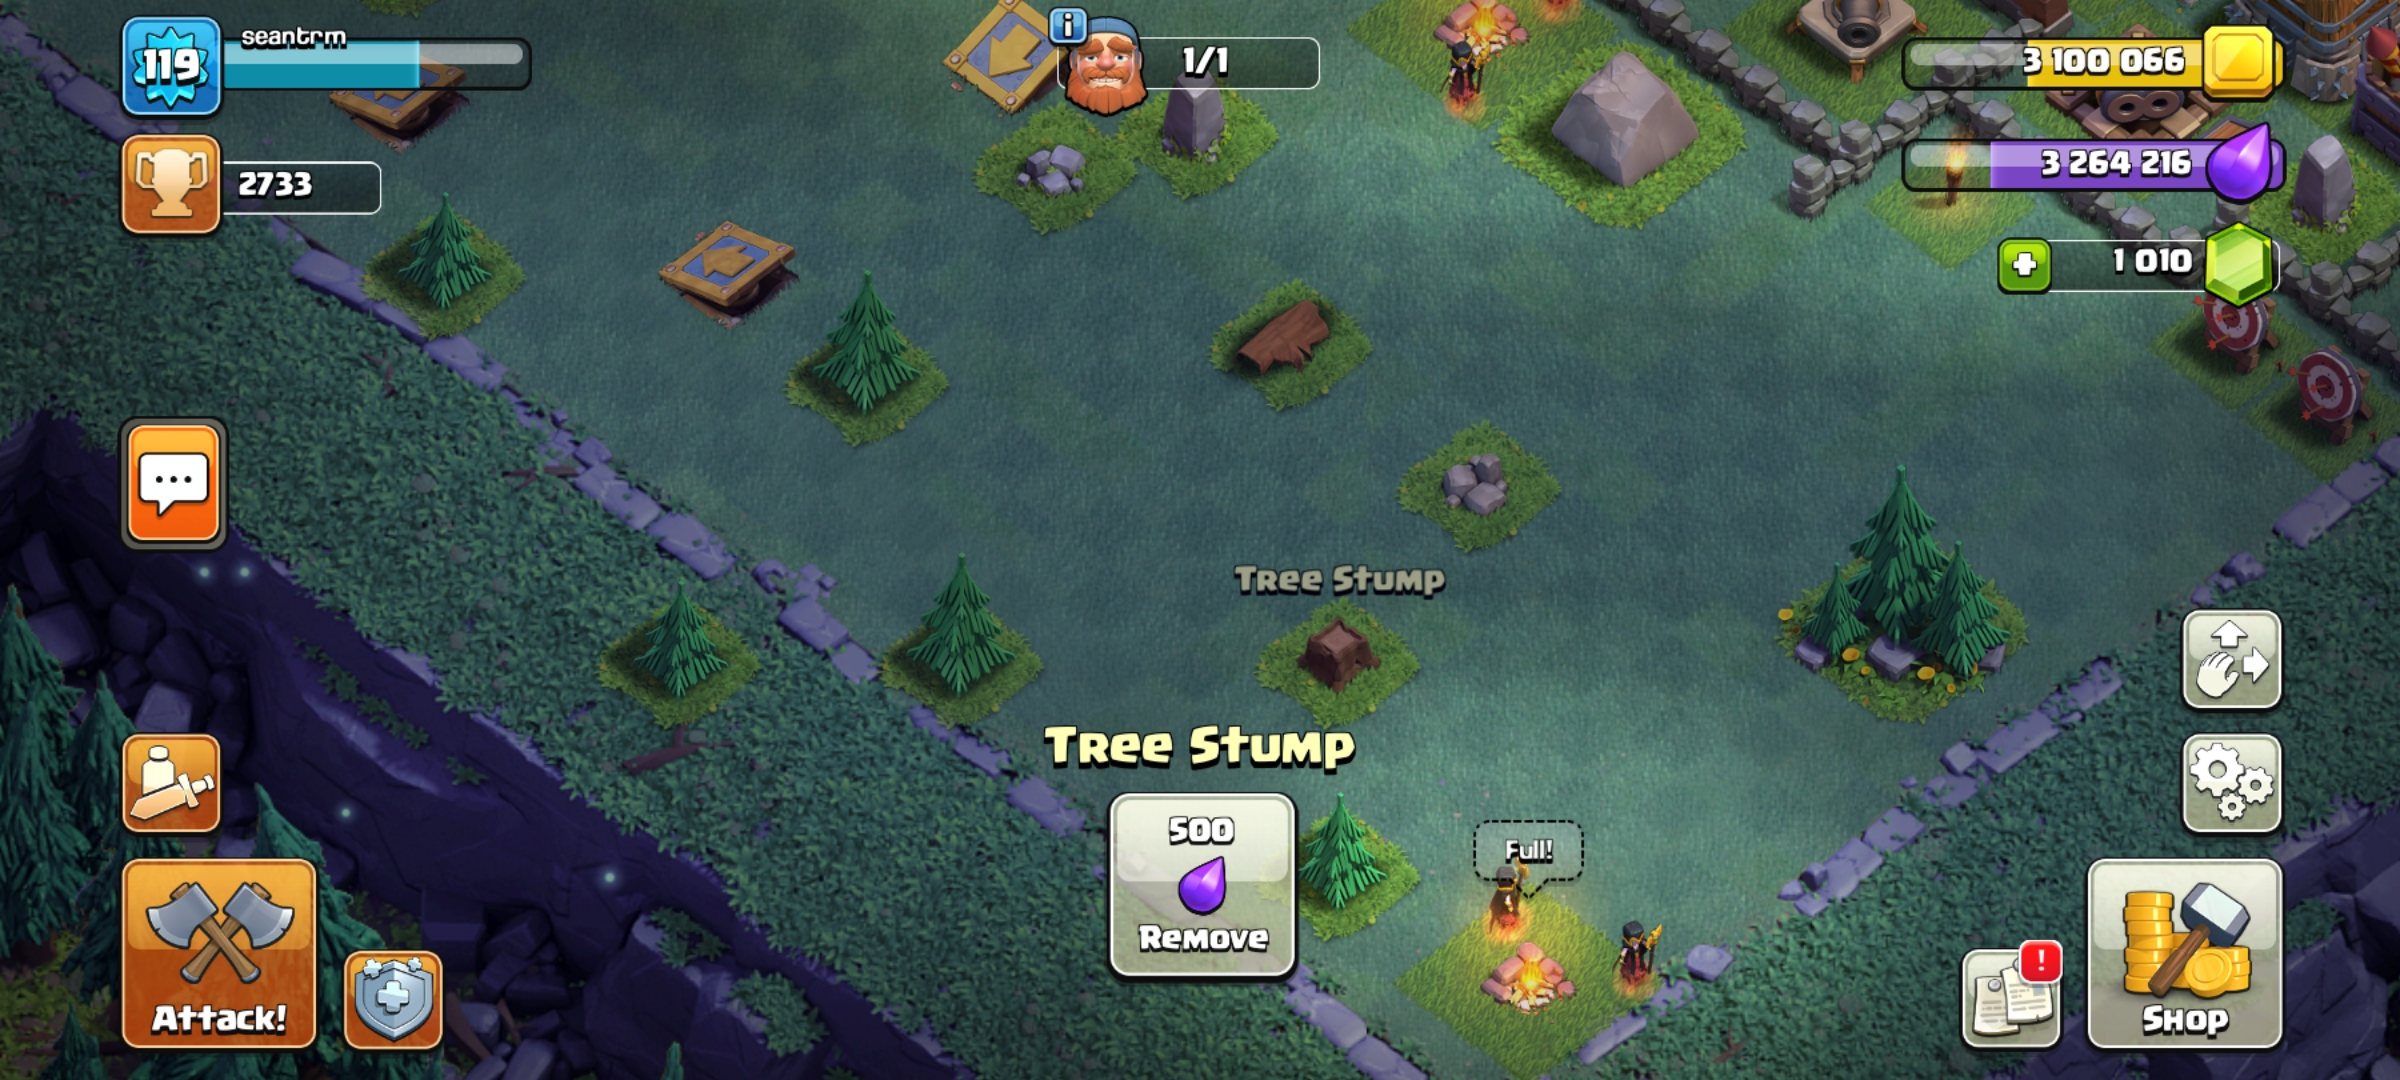 119
seantrm
1/1
3 100 066
2733
3 264 216
1 010
Tree Stump
Tree Stump
500
Remove
Full!
Attack!
Shop